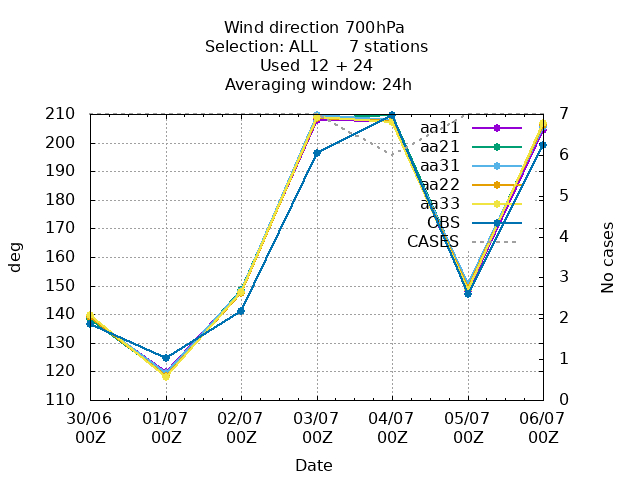 Wind direction 700hPa
Selection: ALL 7 stations
Used 12 + 24
Averaging window: 24h
210
200
190
180
170
160
150
140
130
120
110
deg
7
6
5
4
3
2
1
0
No cases
aa11
aa21
aa31
aa22
aa33
OBS
CASES
30/06 01/07 02/07 03/07 04/07 05/07 06/07
00Z 00Z 00Z 00Z 00Z 00Z 00Z
Date